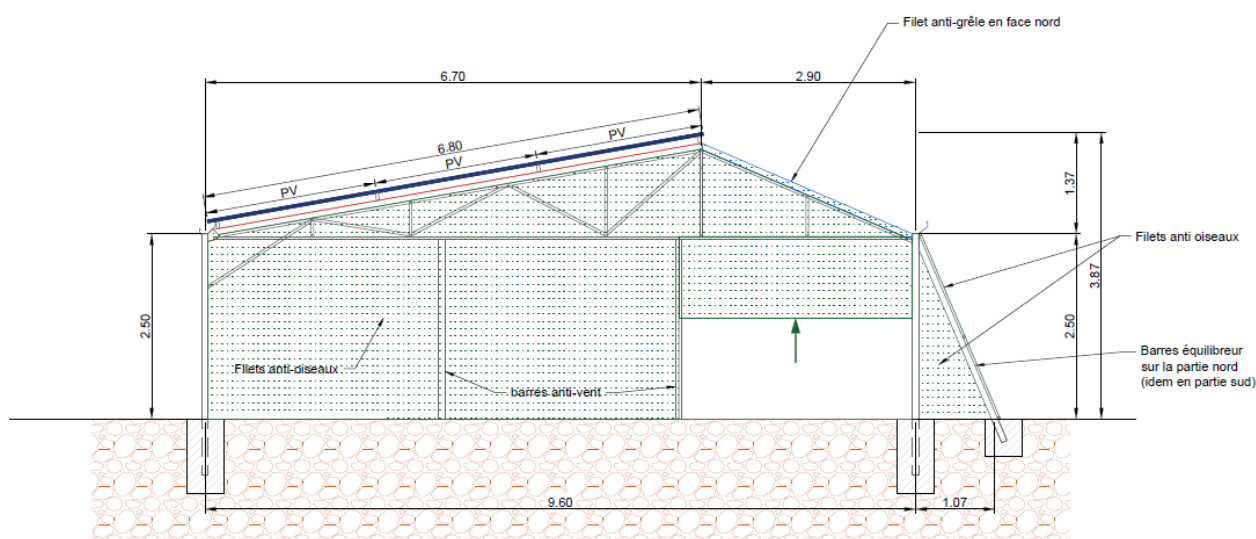 Filet anti-grêle en face nord
6.70
2.90
6.80
PV
PV
PV
1.37
Filets anti oiseaux
3.87
2.50
2.50
Filets anti-oiseaux
barres anti-vent
Barres équilibreur
sur la partie nord
(idem en partie sud)
9.60
1.07